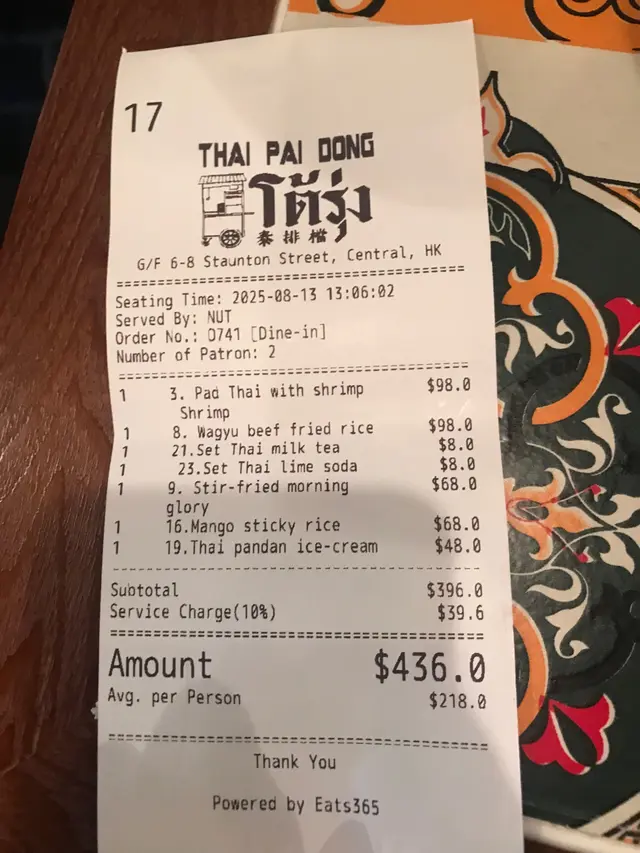 17
THAI PAI DONG
โต้รุ่ง
泰排檔
G/F 6-8 Staunton Street, Central, HK
Seating Time: 2025-08-13 13:06:02
Served By: NUT
Order No.: O741 [Dine-in]
Number of Patron: 2
1 3. Pad Thai with shrimp $98.0
Shrimp
1 8. Wagyu beef fried rice $98.0
1 21.Set Thai milk tea $8.0
1 23.Set Thai lime soda $8.0
1 9. Stir-fried morning $68.0
glory
1 16.Mango sticky rice $68.0
1 19.Thai pandan ice-cream $48.0
Subtotal $396.0
Service Charge(10%) $39.6
Amount $436.0
Avg. per Person $218.0
Thank You
Powered by Eats365